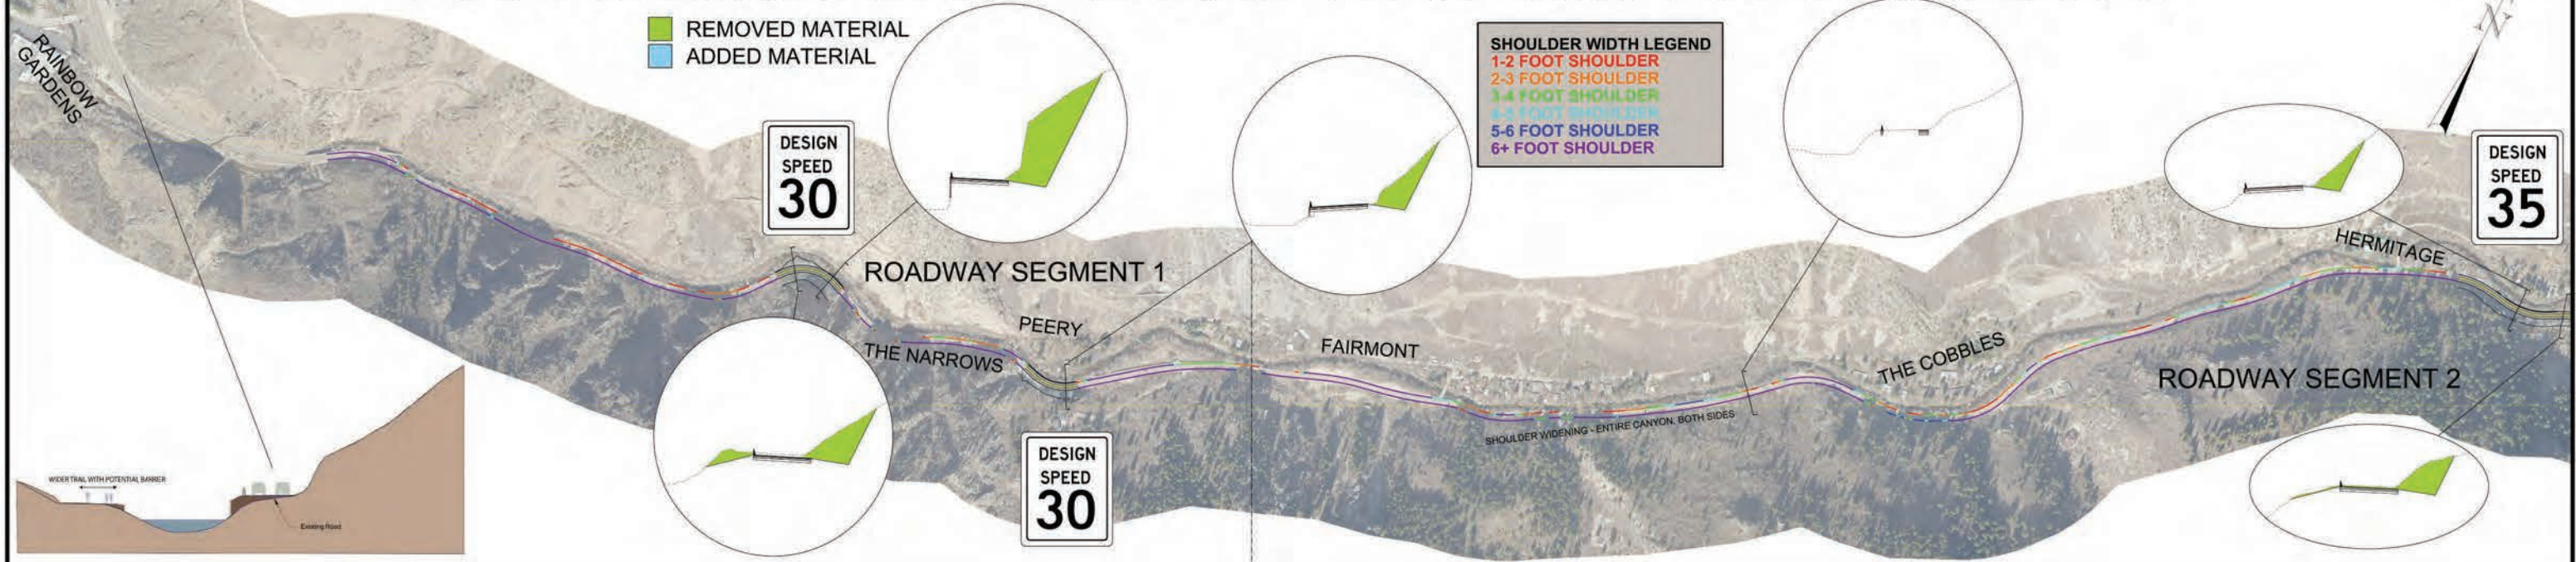 RAINBOW
GARDENS
REMOVED MATERIAL
ADDED MATERIAL
DESIGN
SPEED
30
SHOULDER WIDTH LEGEND
1-2 FOOT SHOULDER
2-3 FOOT SHOULDER
3-4 FOOT SHOULDER
4-5 FOOT SHOULDER
5-6 FOOT SHOULDER
6+ FOOT SHOULDER
N
DESIGN
SPEED
35
HERMITAGE
ROADWAY SEGMENT 1
PEERY
THE NARROWS
FAIRMONT
THE COBBLES
ROADWAY SEGMENT 2
SHOULDER WIDENING - ENTIRE CANYON, BOTH SIDES
DESIGN
SPEED
30
WIDER TRAIL WITH POTENTIAL BARRIER
Existing Road